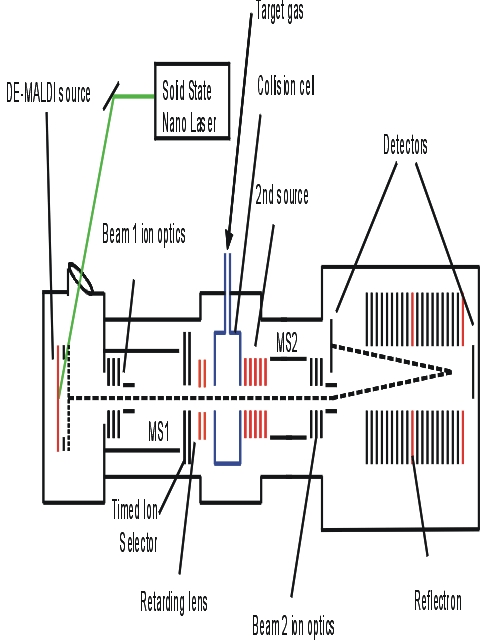 Target gas
DE-MALDI source
Solid State
Nano Laser
Collision cell
Detectors
2nd source
Beam 1 ion optics
MS2
MS1
Timed Ion
Selector
Retarding lens
Beam 2 ion optics
Reflectron